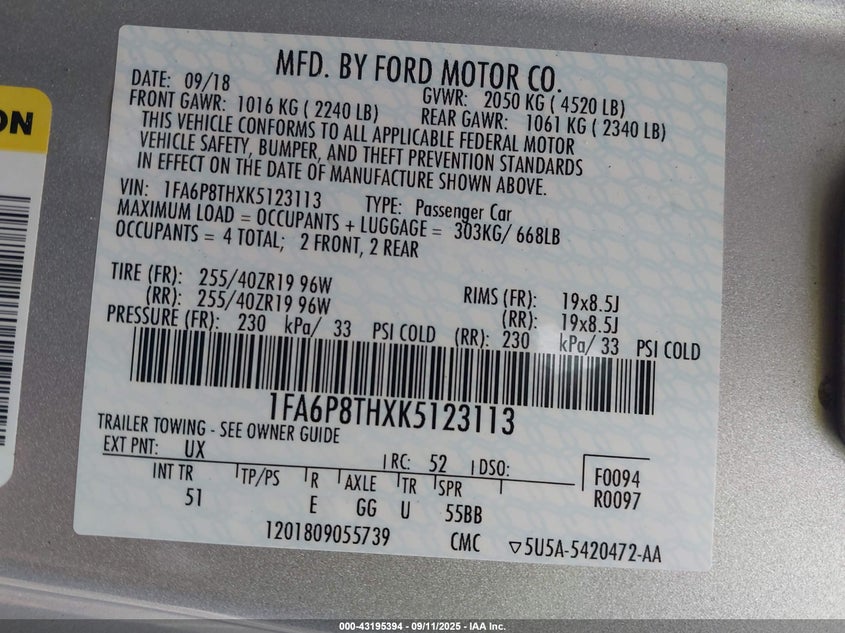 MFD. BY FORD MOTOR CO.
DATE: 09/18 GVWR: 2050 KG ( 4520 LB)
FRONT GAWR: 1016 KG ( 2240 LB) REAR GAWR: 1061 KG ( 2340 LB)
THIS VEHICLE CONFORMS TO ALL APPLICABLE FEDERAL MOTOR
VEHICLE SAFETY, BUMPER, AND THEFT PREVENTION STANDARDS
IN EFFECT ON THE DATE OF MANUFACTURE SHOWN ABOVE.
VIN: 1FA6P8THXK5123113 TYPE: Passenger Car
MAXIMUM LOAD = OCCUPANTS + LUGGAGE = 303KG/ 668LB
OCCUPANTS = 4 TOTAL; 2 FRONT, 2 REAR
TIRE (FR): 255/40ZR19 96W RIMS (FR): 19x8.5J
(RR): 255/40ZR19 96W (RR): 19x8.5J
PRESSURE (FR): 230 kPa/ 33 PSI COLD (RR): 230 kPa/ 33 PSI COLD
1FA6P8THXK5123113
TRAILER TOWING - SEE OWNER GUIDE
EXT PNT: UX RC: 52 DSO: F0094
INT TR TP/PS R AXLE TR SPR R0097
51 E GG U 55BB
1201809055739 CMC ▽5U5A-5420472-AA
ON
000-43195394 - 09/11/2025 - IAA Inc.